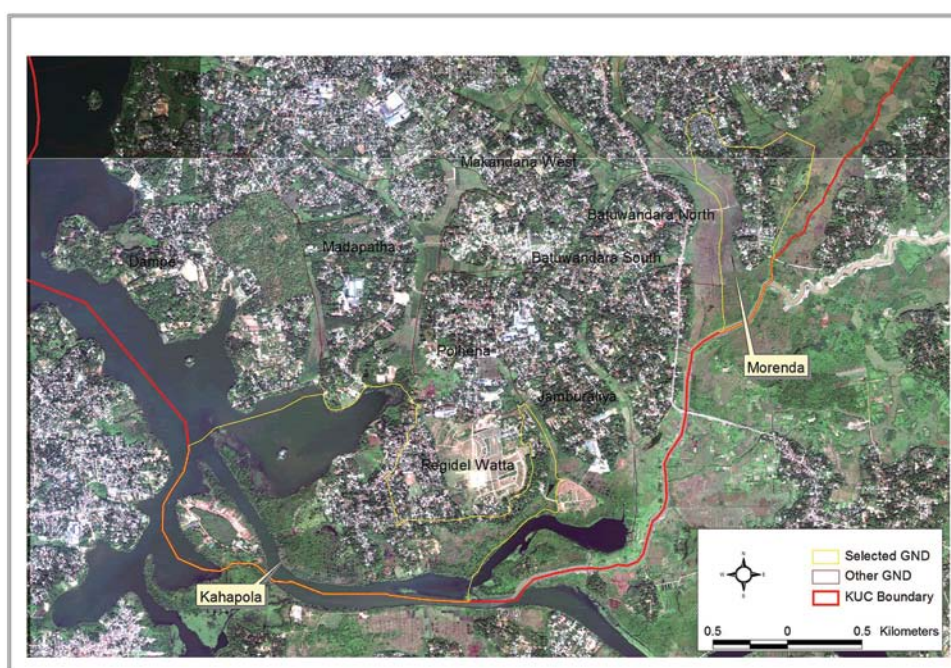 Makandana West
Batuwandara North
Madapatha
Dampe
Batuwandara South
Polhena
Morenda
Jamburaliya
Regidel Watta
Kahapola
N
W
E
S
Selected GND
Other GND
KUC Boundary
0.5 0 0.5 Kilometers